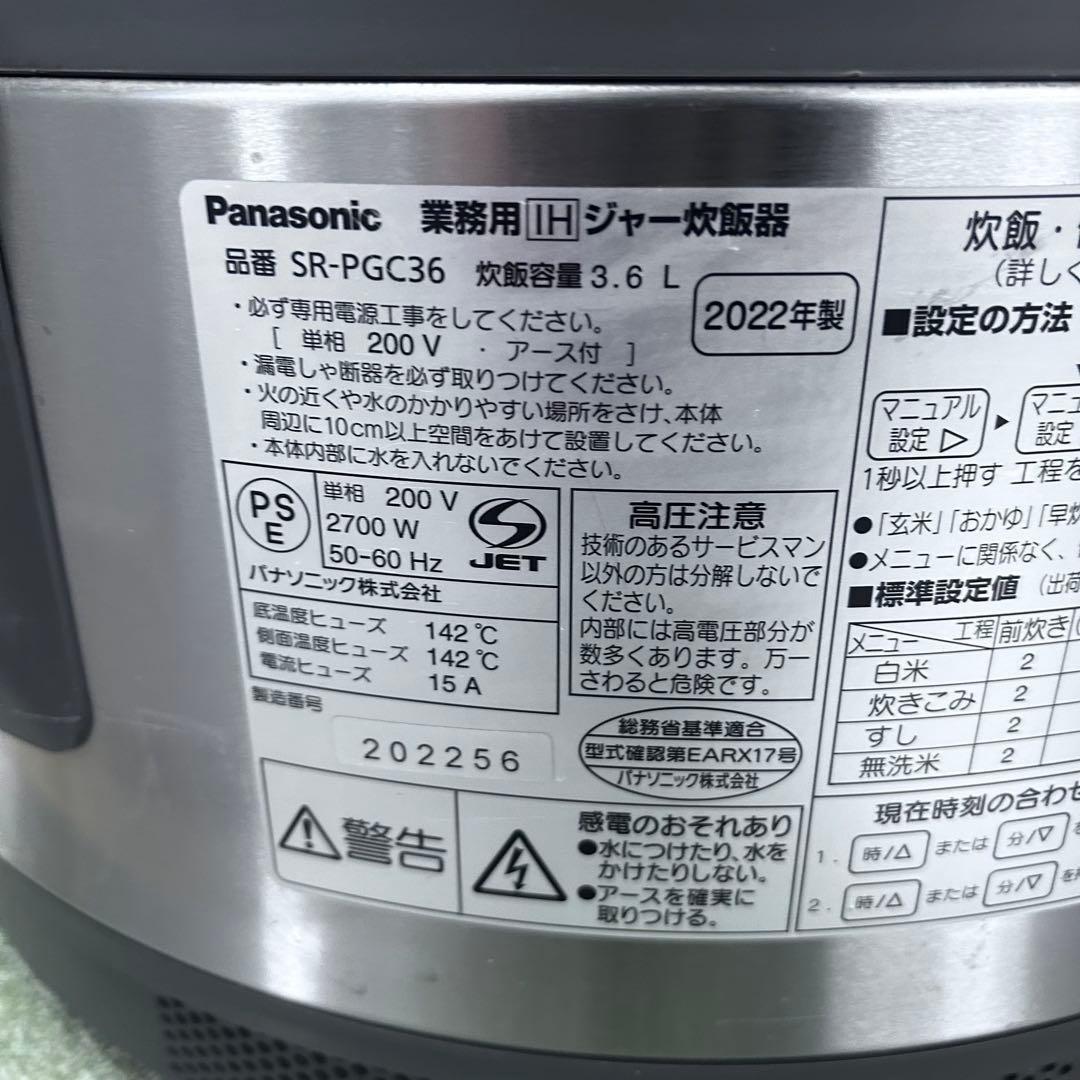 Panasonic 業務用 IH ジャー炊飯器
品番 SR-PGC36 炊飯容量 3.6 L
2022年製
・必ず専用電源工事をしてください。
[ 単相 200 V ・ アース付 ]
・漏電しゃ断器を必ず取りつけてください。
・火の近くや水のかかりやすい場所をさけ、本体
周辺に10cm以上空間をあけて設置してください。
・本体内部に水を入れないでください。
PS
E
単相 200 V
2700 W
50-60 Hz
JET
パナソニック株式会社
底温度ヒューズ 142 ℃
側面温度ヒューズ 142 ℃
電流ヒューズ 15 A
製造番号
202256
高圧注意
技術のあるサービスマン
以外の方は分解しないで
ください。
内部には高電圧部分が
数多くあります。万一
さわると危険です。
総務省基準適合
型式確認第EARX17号
パナソニック株式会社
警告
感電のおそれあり
●水につけたり、水を
かけたりしない。
●アースを確実に
取りつける。
炊飯・
(詳しく
■設定の方法
マニュアル
設定 ▷
▶
マニュ
設定
1秒以上押す 工程を
●「玄米」「おかゆ」「早炊
●メニューに関係なく、
■標準設定値 (出荷
メニュー 工程 前炊き
白米 2
炊きこみ 2
すし 2
無洗米 2
現在時刻の合わせ
1. 時/△ または 分/▽ を
2. 時/△ または 分/▽ を